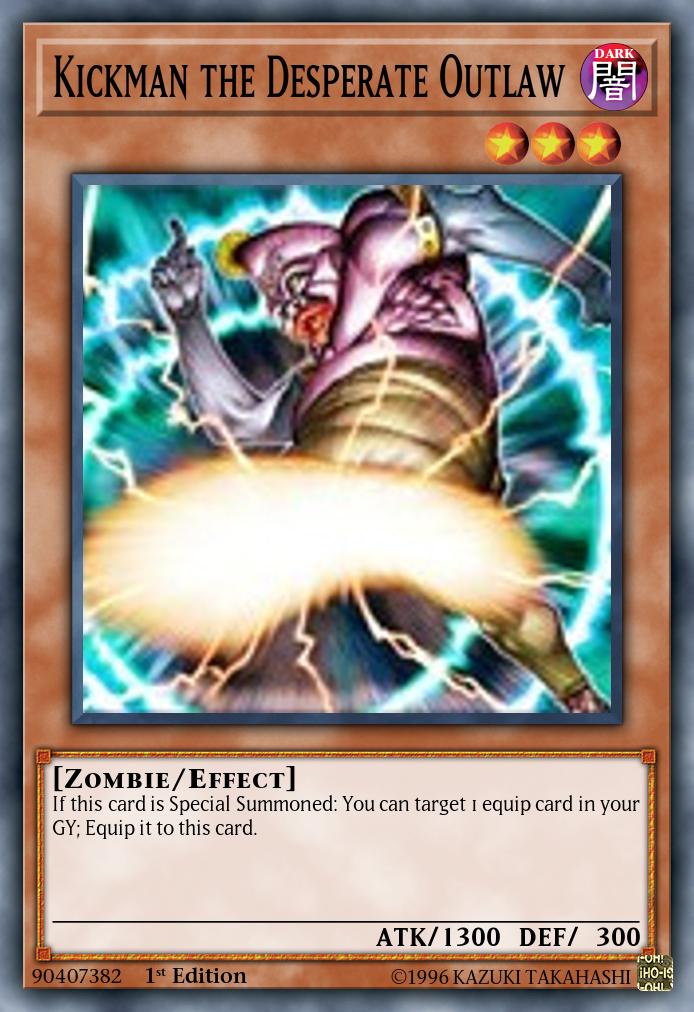 Kickman the Desperate Outlaw
DARK
闇
[Zombie/Effect]
If this card is Special Summoned: You can target 1 equip card in your
GY; Equip it to this card.
ATK/1300 DEF/ 300
90407382 1st Edition ©1996 KAZUKI TAKAHASHI